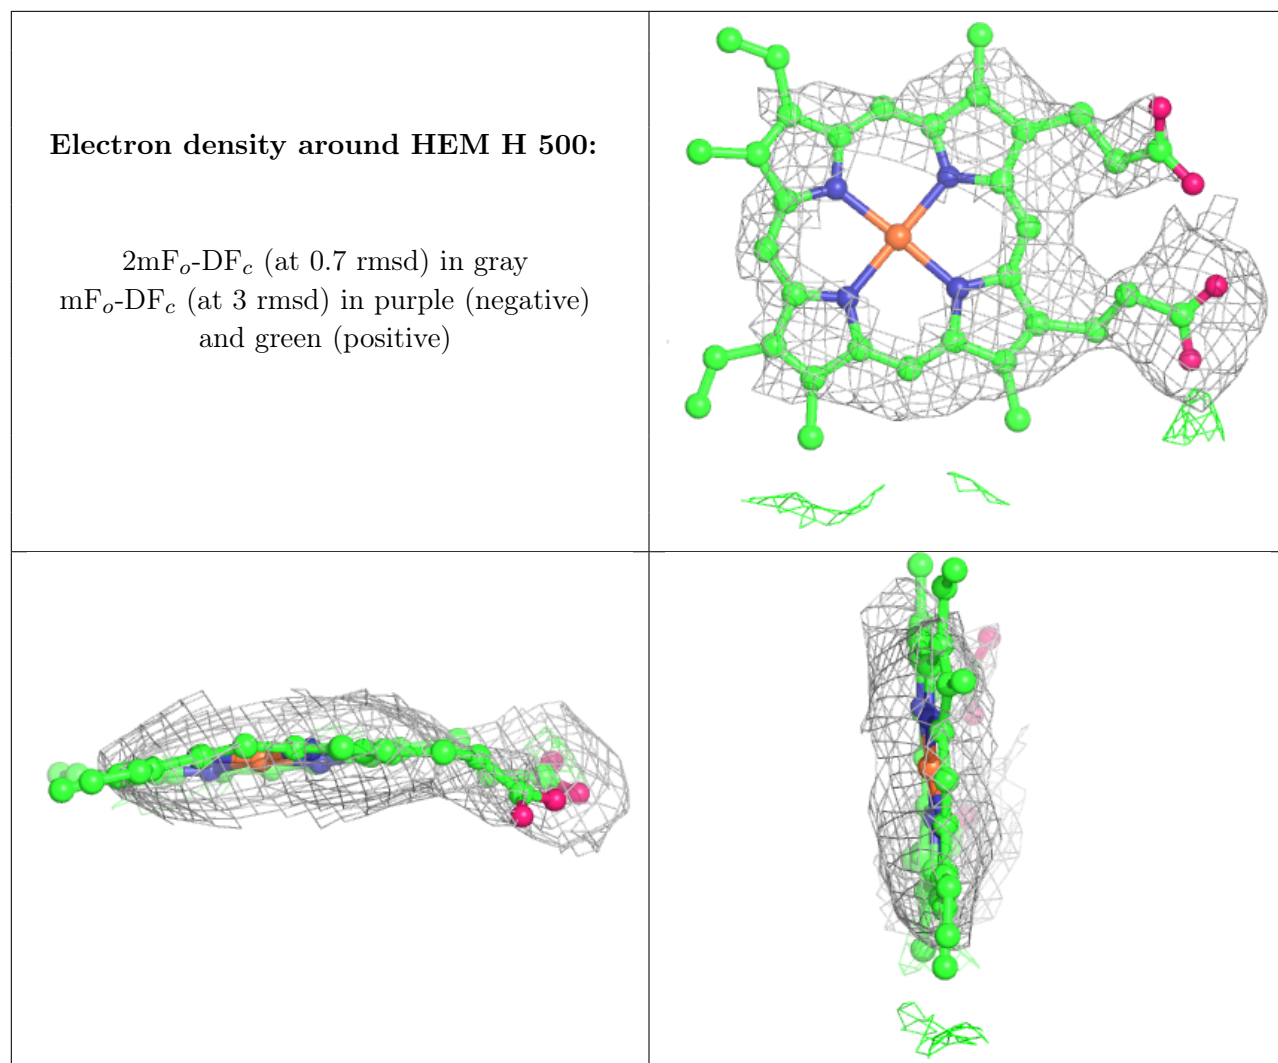 Electron density around HEM H 500:
2mFo-DFc (at 0.7 rmsd) in gray
mFo-DFc (at 3 rmsd) in purple (negative)
and green (positive)